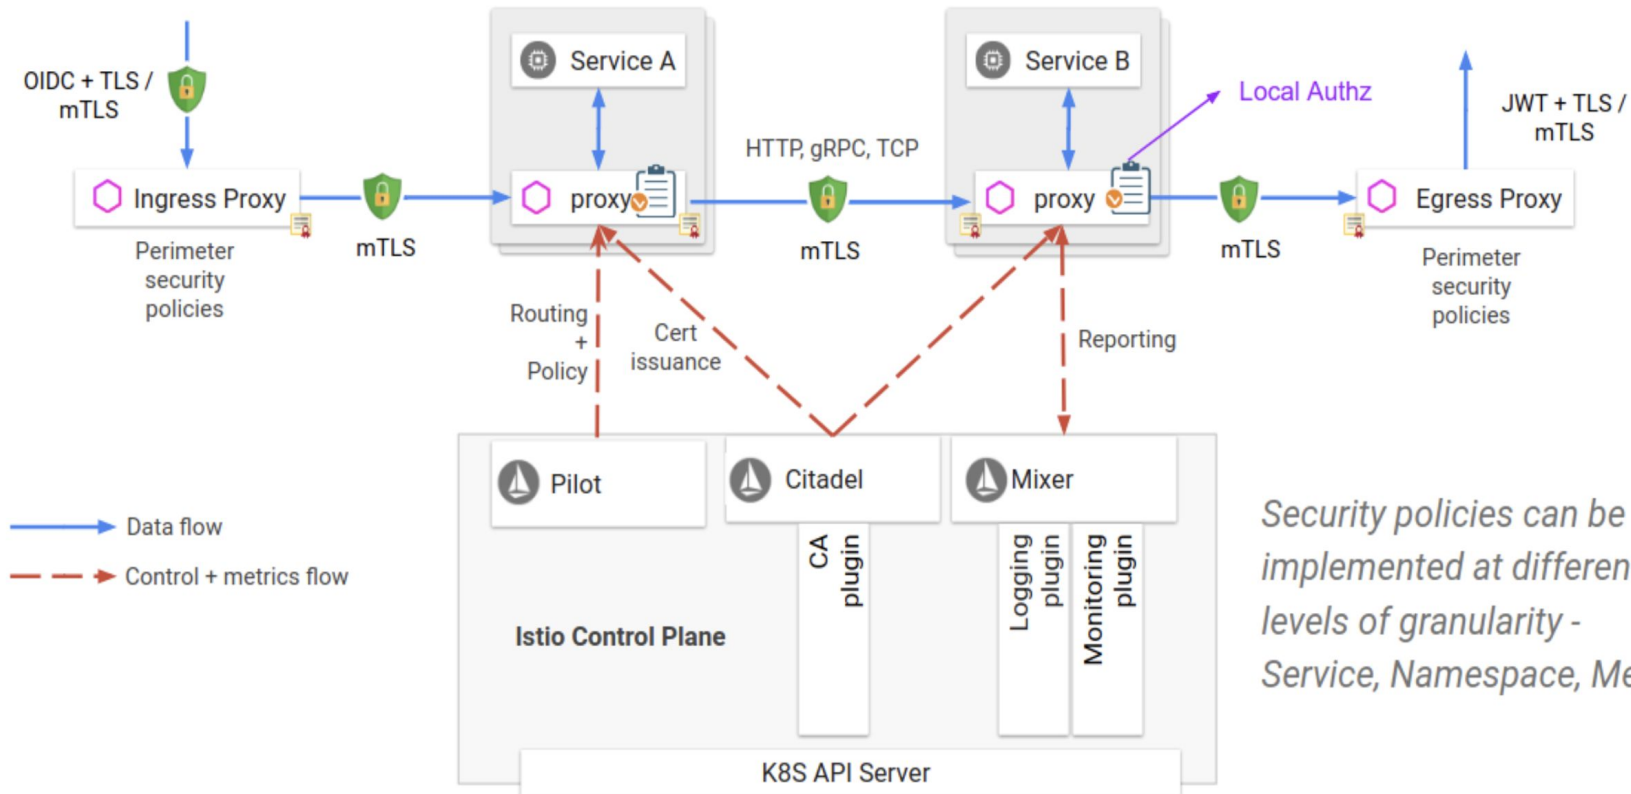 OIDC + TLS /
mTLS
Service A
Service B
Local Authz
JWT + TLS /
mTLS
HTTP, gRPC, TCP
Ingress Proxy
proxy
proxy
Egress Proxy
mTLS
mTLS
mTLS
Perimeter
security
policies
Perimeter
security
policies
Routing
+
Policy
Cert
issuance
Reporting
Pilot
Citadel
Mixer
Data flow
Control + metrics flow
CA
plugin
Logging
plugin
Monitoring
plugin
Istio Control Plane
K8S API Server
Security policies can be
implemented at differen
levels of granularity -
Service, Namespace, Me